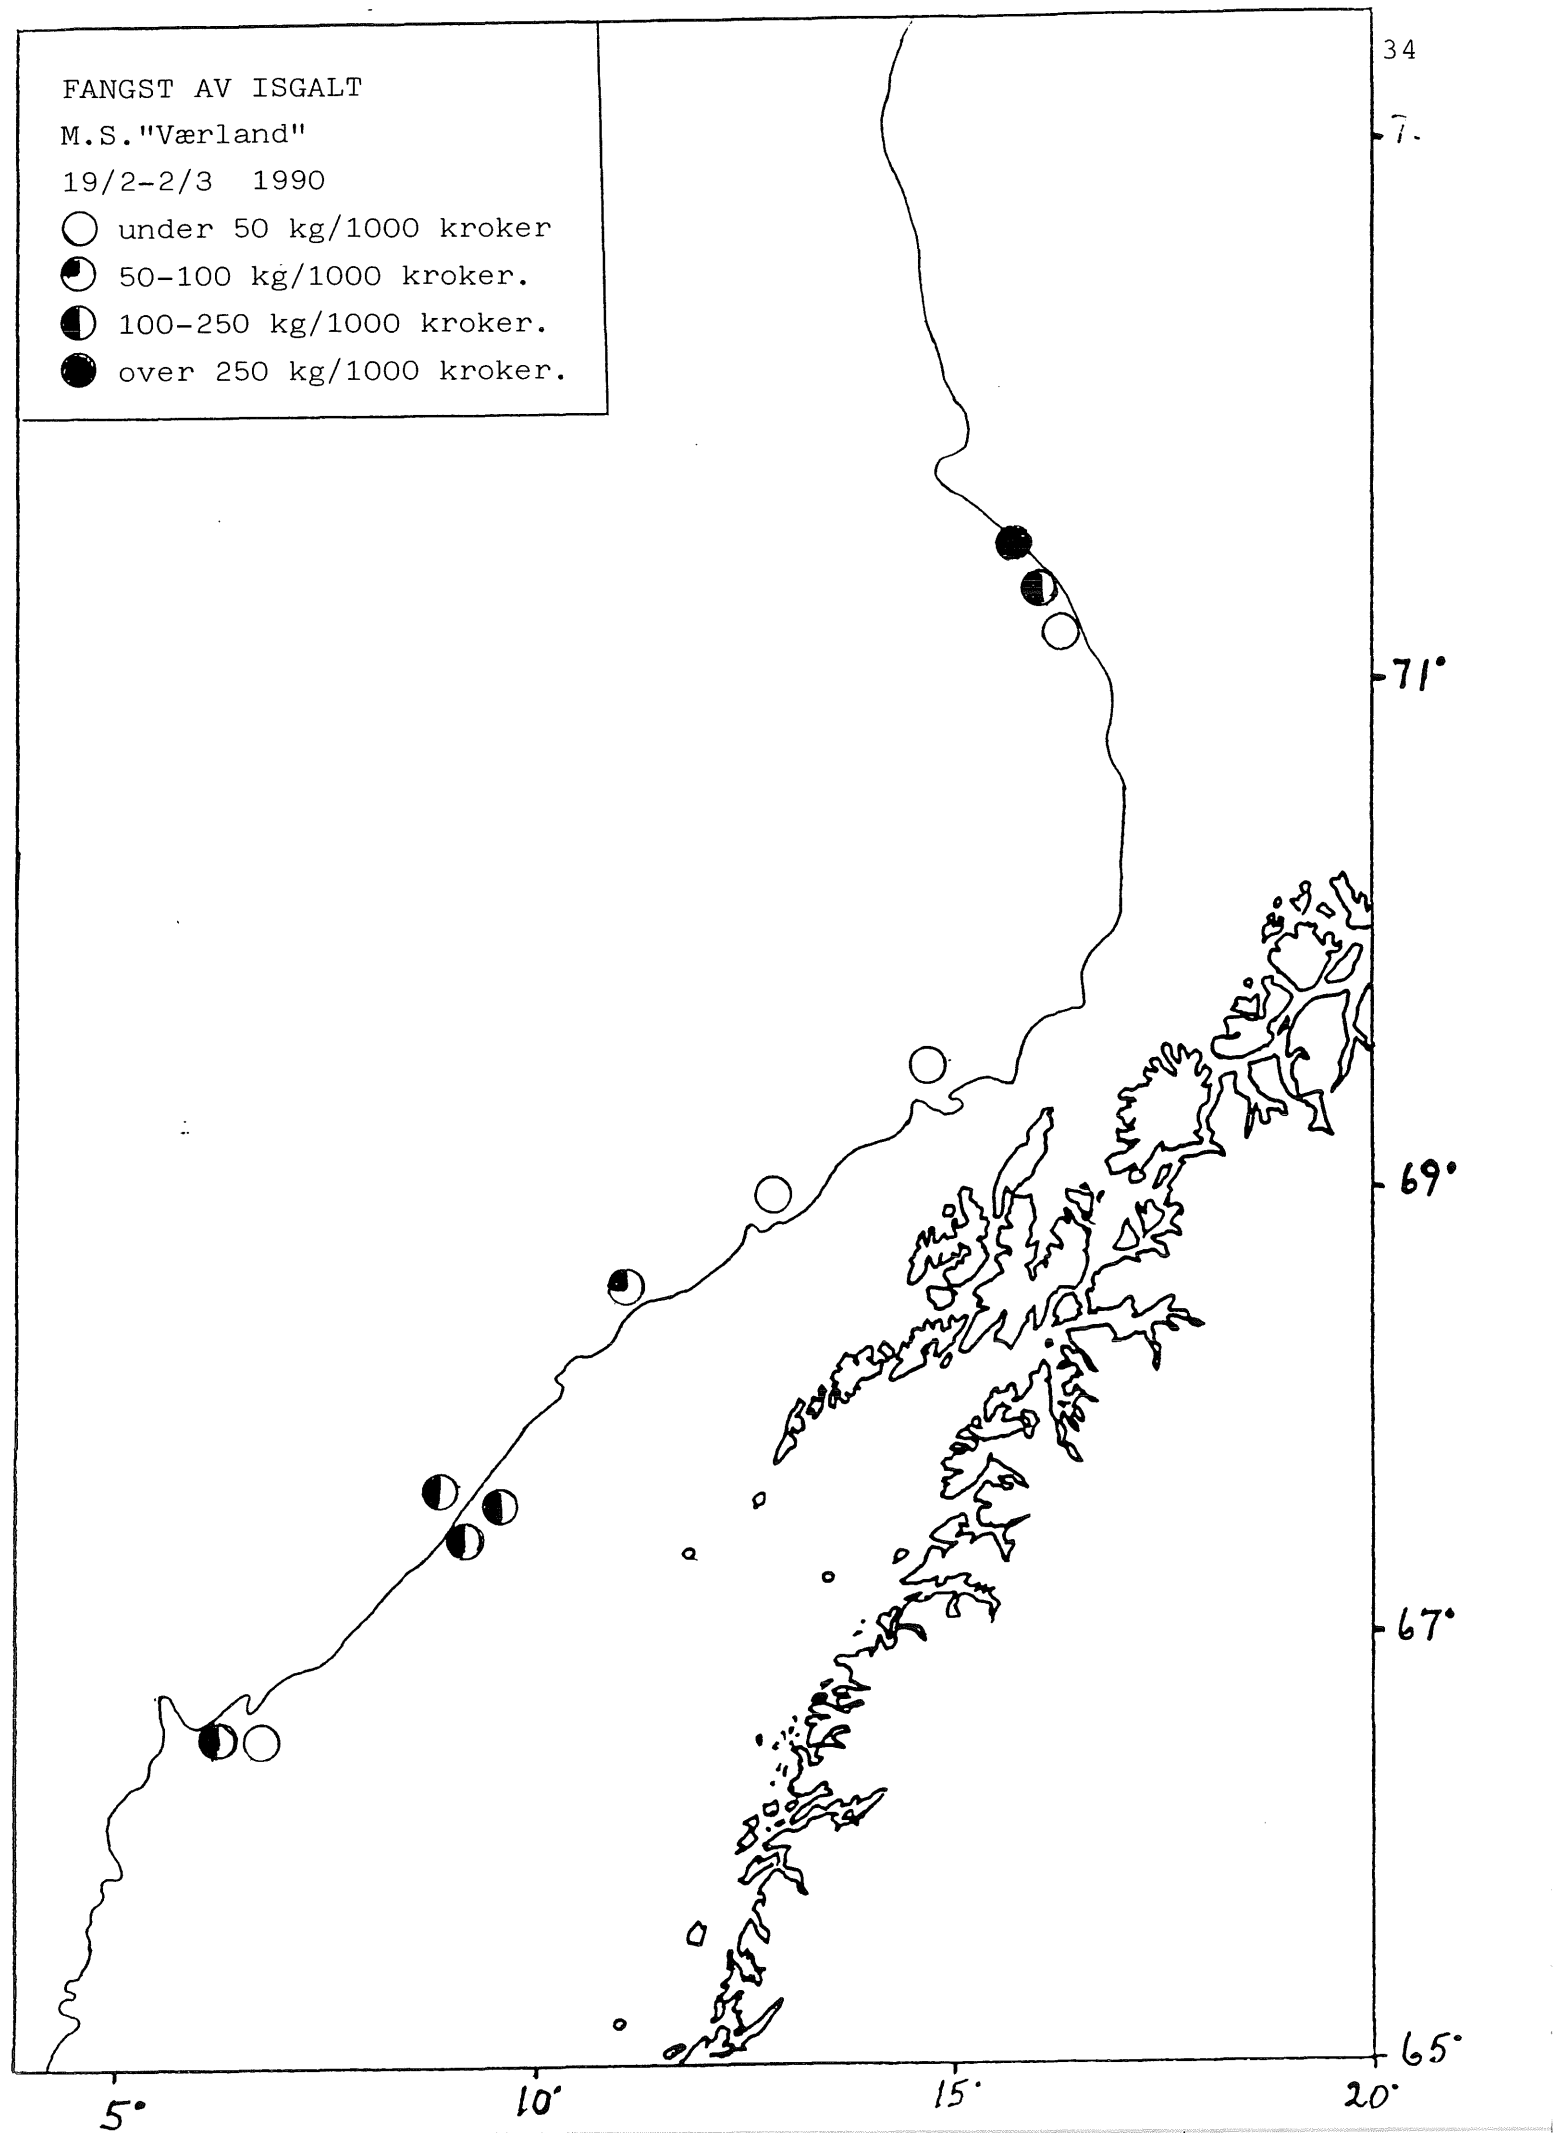 34
FANGST AV ISGALT
M.S."Værland"
19/2-2/3 1990
under 50 kg/1000 kroker
50-100 kg/1000 kroker.
100-250 kg/1000 kroker.
over 250 kg/1000 kroker.
7.
71°
69°
67°
65°
5°
10°
15°
20°